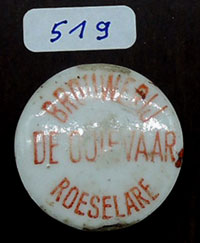 519
BROUWERIJ
DE OOIEVAAR
ROESELARE